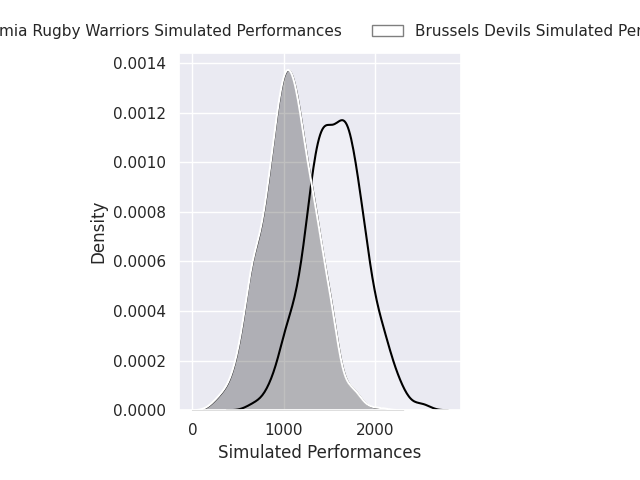 mia Rugby Warriors Simulated Performances Brussels Devils Simulated Per
0.0014
0.0012
0.0010
0.0008
0.0006
0.0004
0.0002
0.0000
Density
0 1000 2000
Simulated Performances